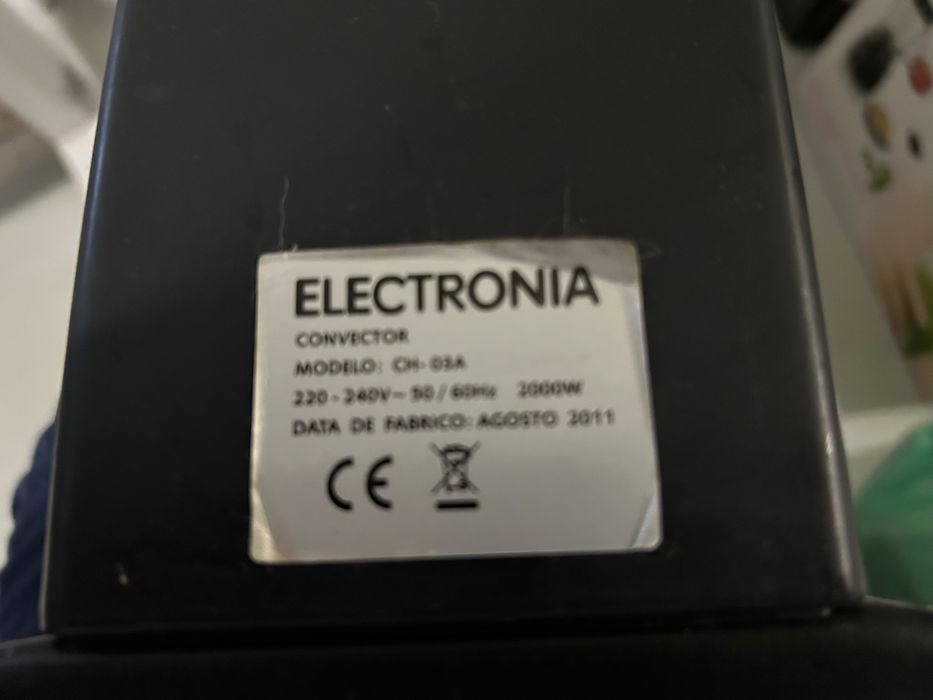 ELECTRONIA
CONVECTOR
MODELO: CH-03A
220 - 240V ~ 50 / 60Hz 2000W
DATA DE FABRICO: AGOSTO 2011
CE